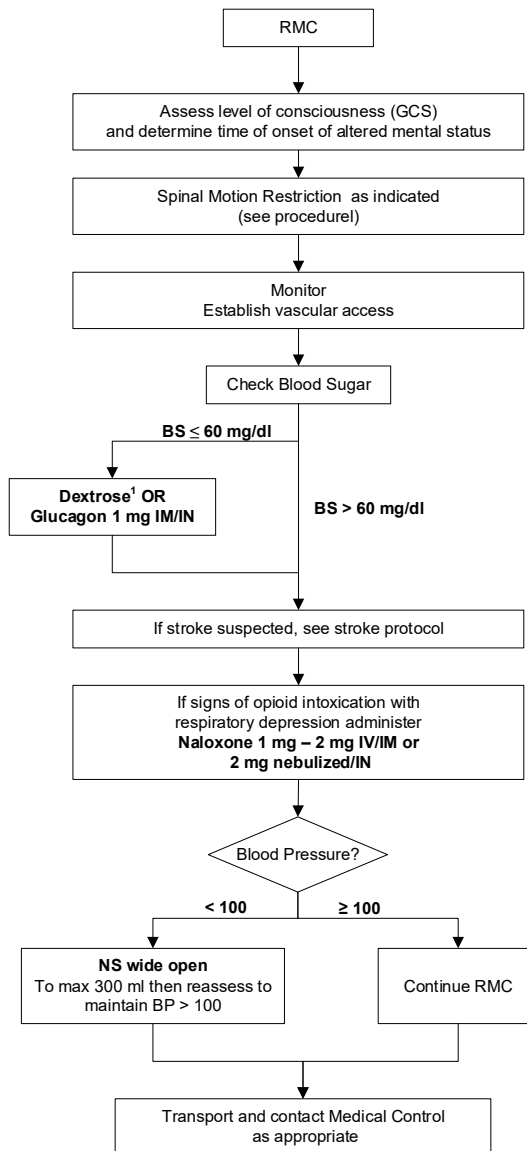 RMC
Assess level of consciousness (GCS)
and determine time of onset of altered mental status
Spinal Motion Restriction as indicated
(see procedurel)
Monitor
Establish vascular access
Check Blood Sugar
BS ≤ 60 mg/dl
Dextrose¹ OR
Glucagon 1 mg IM/IN
BS > 60 mg/dl
If stroke suspected, see stroke protocol
If signs of opioid intoxication with
respiratory depression administer
Naloxone 1 mg – 2 mg IV/IM or
2 mg nebulized/IN
Blood Pressure?
< 100
≥ 100
NS wide open
To max 300 ml then reassess to
maintain BP > 100
Continue RMC
Transport and contact Medical Control
as appropriate